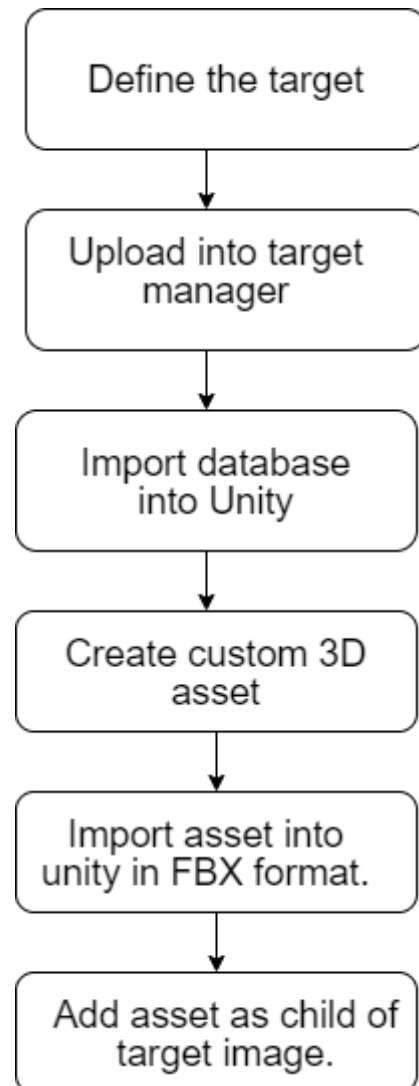 Define the target
Upload into target
manager
Import database
into Unity
Create custom 3D
asset
Import asset into
unity in FBX format.
Add asset as child of
target image.